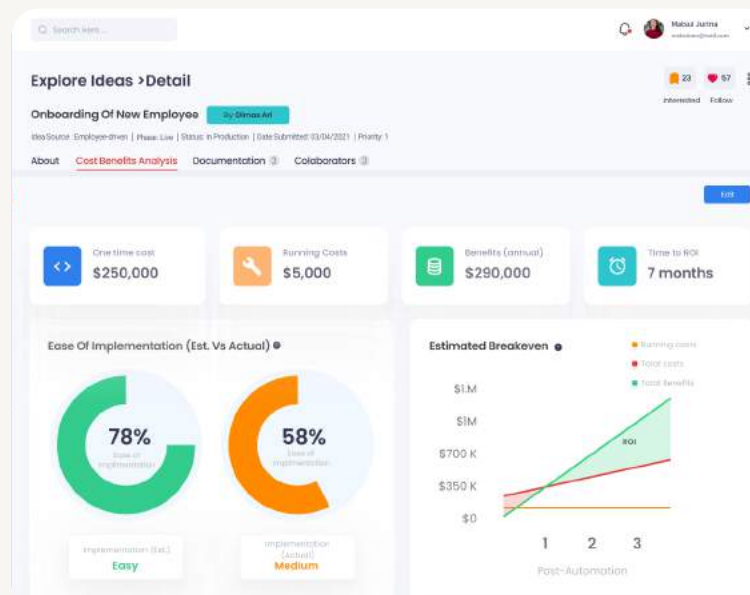 Search here...
Matsui Jurina
Explore Ideas >Detail
23
57
Interested
Follow
Onboarding Of New Employee
By Dimas Ari
Idea Source: Employee-driven | Phase: Live | Status: In Production | Date Submitted: 03/04/2021 | Priority: 1
About
Cost Benefits Analysis
Documentation 3
Colaborators 3
Edit
One time cost
$250,000
Running Costs
$5,000
Benefits (annual)
$290,000
Time to ROI
7 months
Ease Of Implementation (Est. Vs Actual)
78%
Ease of
Implimentation
58%
Ease of
Implimentation
Implementation (Est.)
Easy
Implementation
(Actual)
Medium
Estimated Breakeven
Running costs
Total costs
Total Benefits
$1.M
$1M
$700 K
$350 K
$0
ROI
1
2
3
Post-Automation